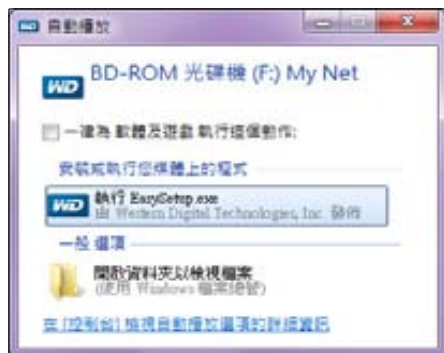 自動播放
WD BD-ROM 光碟機 (F:) My Net
一律為 軟體及遊戲 執行這個動作:
安裝或執行您媒體上的程式
WD 執行 EasySetup.exe
由 Western Digital Technologies, Inc. 發佈
一般 選項
開啟資料夾以檢視檔案
(使用 Windows 檔案總管)
在 [控制台] 檢視自動播放選項的詳細資訊